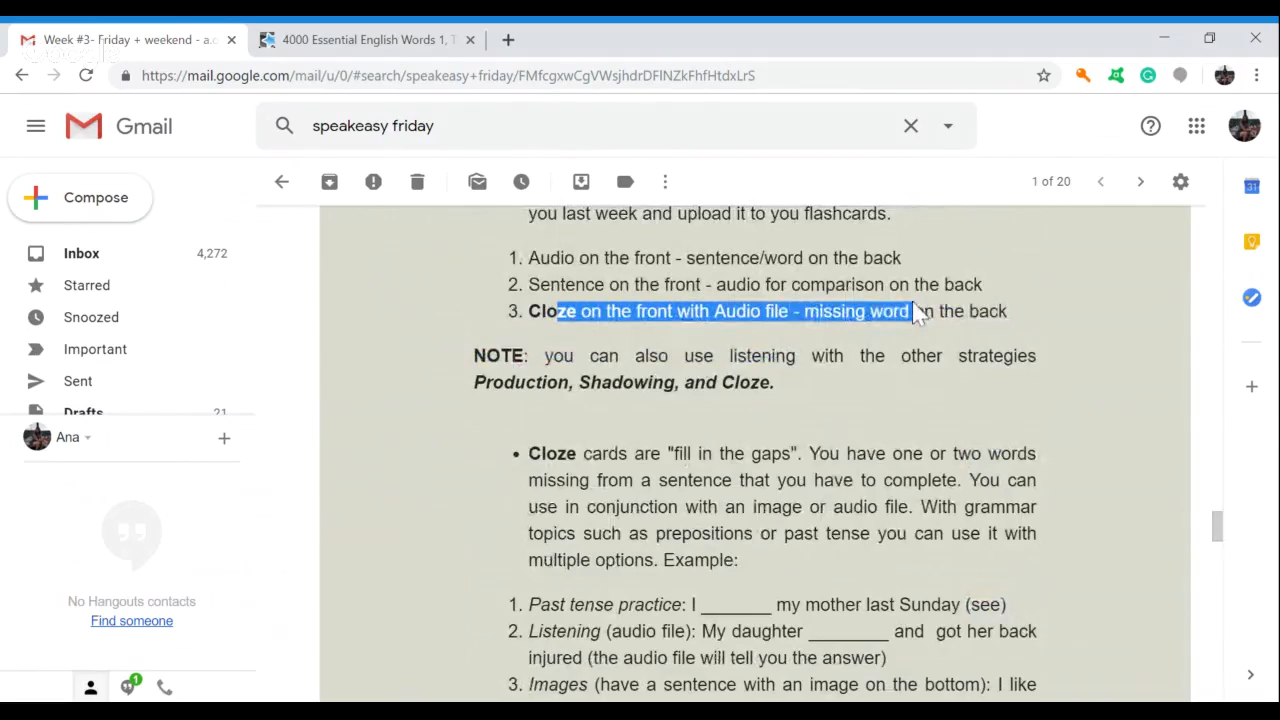 Week #3- Friday + weekend - a.c
4000 Essential English Words 1, T
https://mail.google.com/mail/u/0/#search/speakeasy+friday/FMfcgxwCgVWsjhdrDFlNZkFhfHtdxLrS
Gmail
speakeasy friday
Compose
1 of 20
Inbox 4,272
Starred
Snoozed
Important
Sent
Drafts 21
Ana
No Hangouts contacts
Find someone
1
31
you last week and upload it to you flashcards.
1. Audio on the front - sentence/word on the back
2. Sentence on the front - audio for comparison on the back
3. Cloze on the front with Audio file - missing word on the back
NOTE: you can also use listening with the other strategies
Production, Shadowing, and Cloze.
• Cloze cards are "fill in the gaps". You have one or two words
missing from a sentence that you have to complete. You can
use in conjunction with an image or audio file. With grammar
topics such as prepositions or past tense you can use it with
multiple options. Example:
1. Past tense practice: I _______ my mother last Sunday (see)
2. Listening (audio file): My daughter ________ and got her back
injured (the audio file will tell you the answer)
3. Images (have a sentence with an image on the bottom): I like